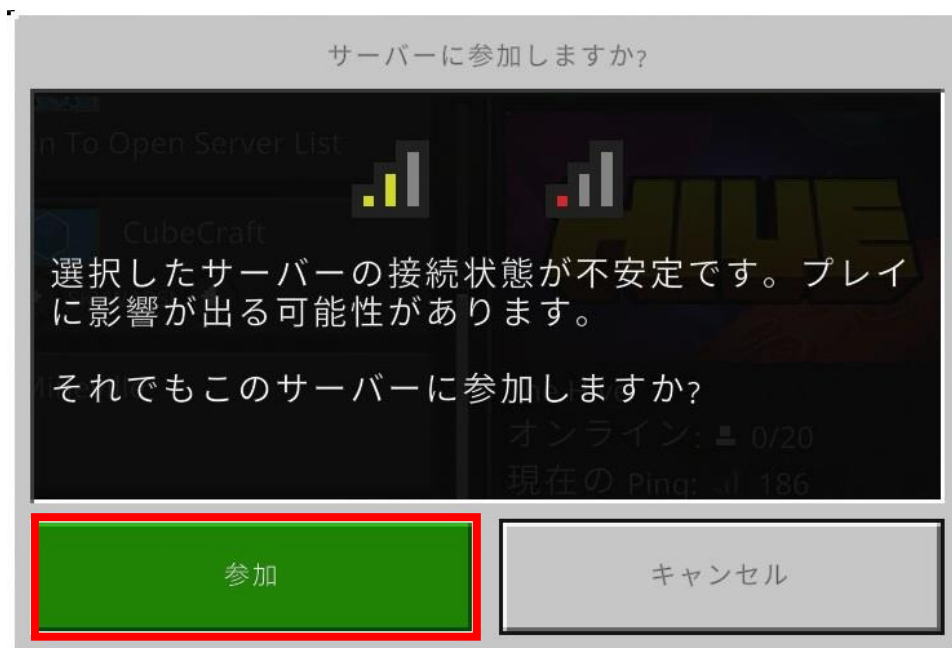 サーバーに参加しますか?
n To Open Server List
CubeCraft
選択したサーバーの接続状態が不安定です。プレイ
に影響が出る可能性があります。
それでもこのサーバーに参加しますか?
HIVE
オンライン: 0/20
現在の Ping: 186
参加
キャンセル